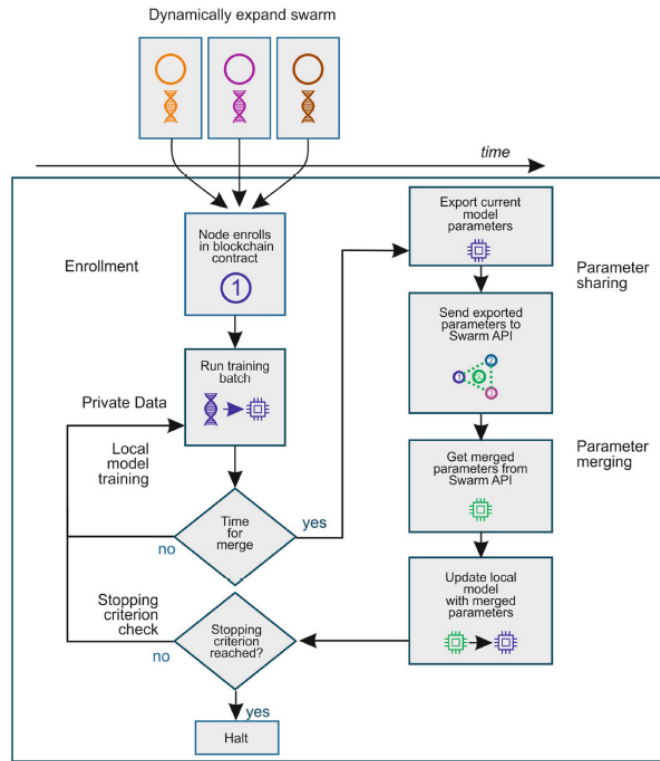 Dynamically expand swarm
time
Node enrolls
in blockchain
contract
1
Enrollment
Run training
batch
Private Data
Local
model
training
Time
for
merge
yes
no
Export current
model
parameters
Parameter
sharing
Send exported
parameters to
Swarm API
1
2
3
Get merged
parameters from
Swarm API
Parameter
merging
Update local
model
with merged
parameters
Stopping
criterion
check
Stopping
criterion
reached?
no
yes
Halt